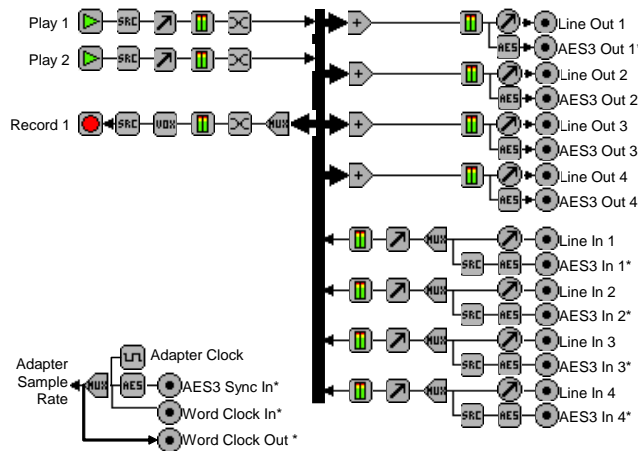 Play 1 SRC
Play 2 SRC
Record 1 SRC VOX MUX
+ Line Out 1
AES AES3 Out 1*
+ Line Out 2
AES AES3 Out 2
+ Line Out 3
AES AES3 Out 3
+ Line Out 4
AES AES3 Out 4
MUX Line In 1
SRC AES AES3 In 1*
MUX Line In 2
SRC AES AES3 In 2*
MUX Line In 3
SRC AES AES3 In 3*
MUX Line In 4
SRC AES AES3 In 4*
Adapter
Sample
Rate
MUX
Adapter Clock
AES AES3 Sync In*
Word Clock In*
Word Clock Out *